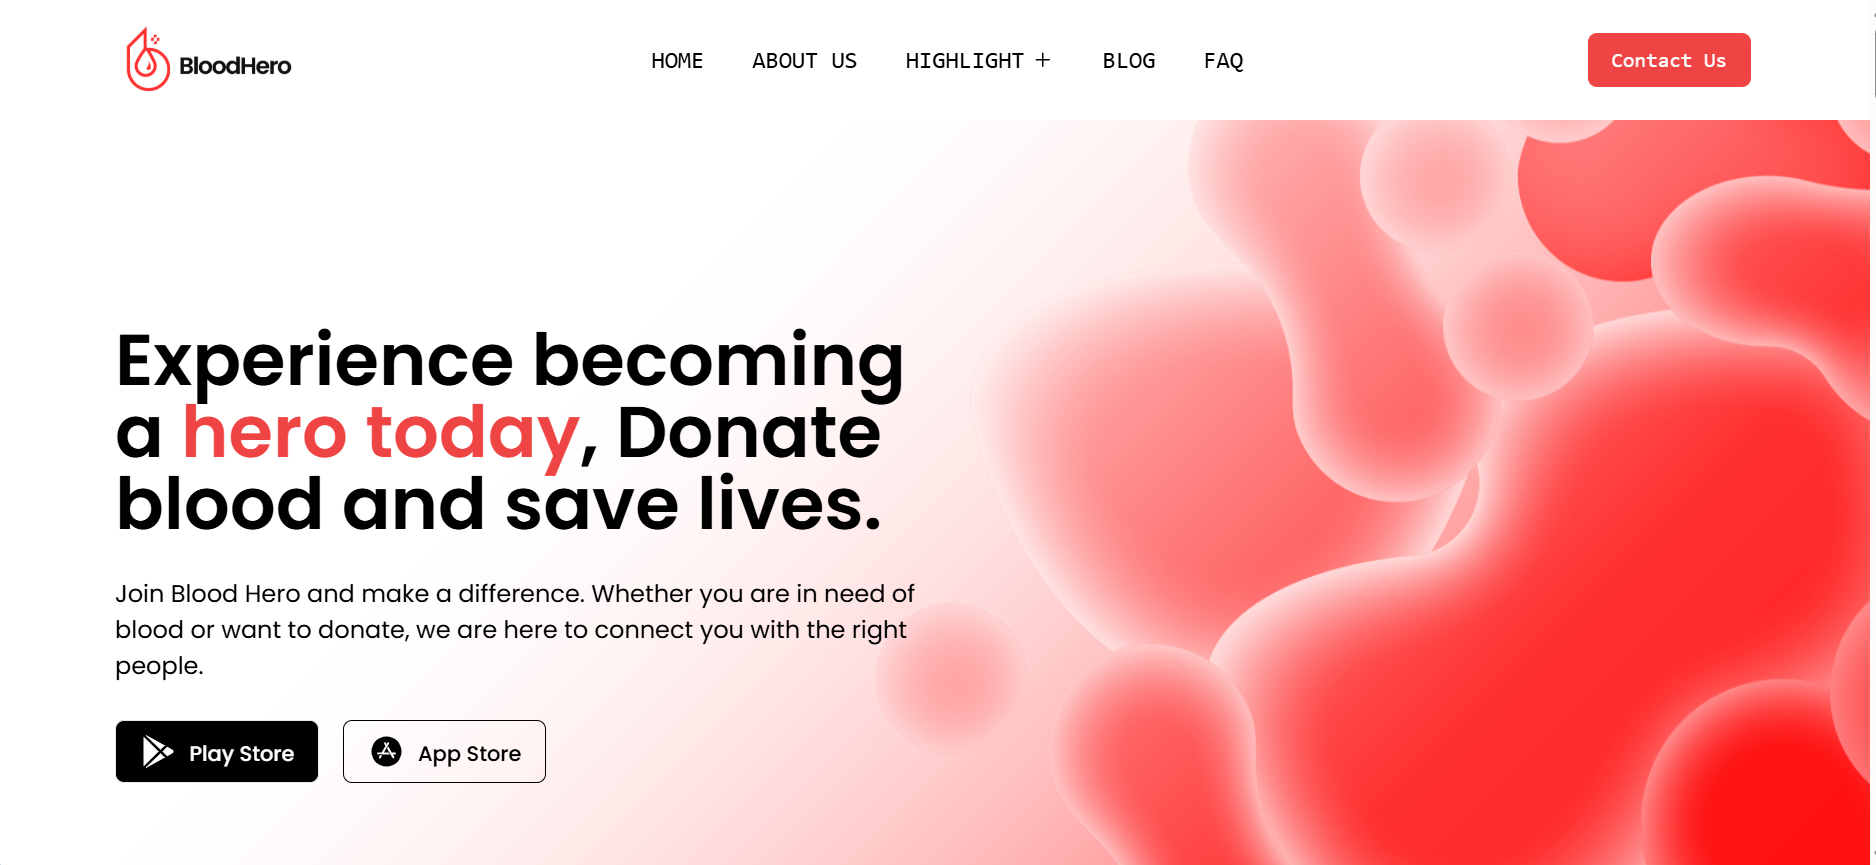 BloodHero
HOME ABOUT US HIGHLIGHT + BLOG FAQ
Contact Us
Experience becoming
a hero today, Donate
blood and save lives.
Join Blood Hero and make a difference. Whether you are in need of
blood or want to donate, we are here to connect you with the right
people.
Play Store
App Store